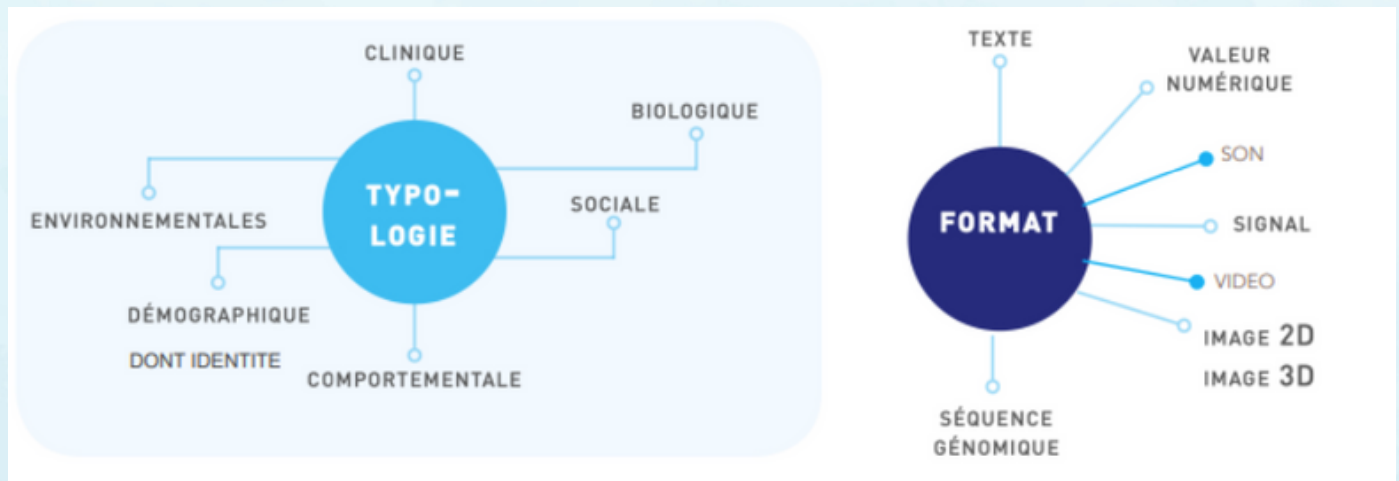 CLINIQUE
BIOLOGIQUE
TYPO-
LOGIE
SOCIALE
ENVIRONNEMENTALES
DÉMOGRAPHIQUE
DONT IDENTITE
COMPORTEMENTALE
TEXTE
VALEUR
NUMÉRIQUE
SON
FORMAT
SIGNAL
VIDEO
IMAGE 2D
IMAGE 3D
SÉQUENCE
GÉNOMIQUE